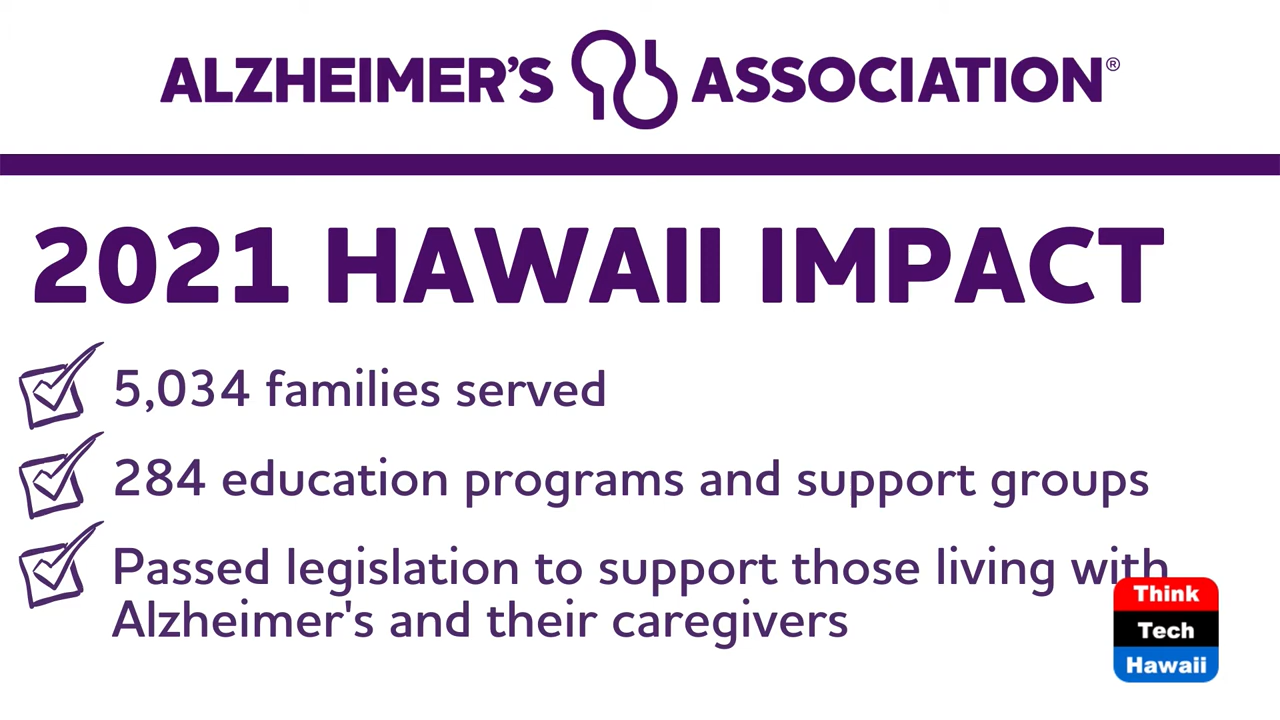 ALZHEIMER'S ASSOCIATION®
2021 HAWAII IMPACT
5,034 families served
284 education programs and support groups
Passed legislation to support those living with
Alzheimer's and their caregivers
Think
Tech
Hawaii